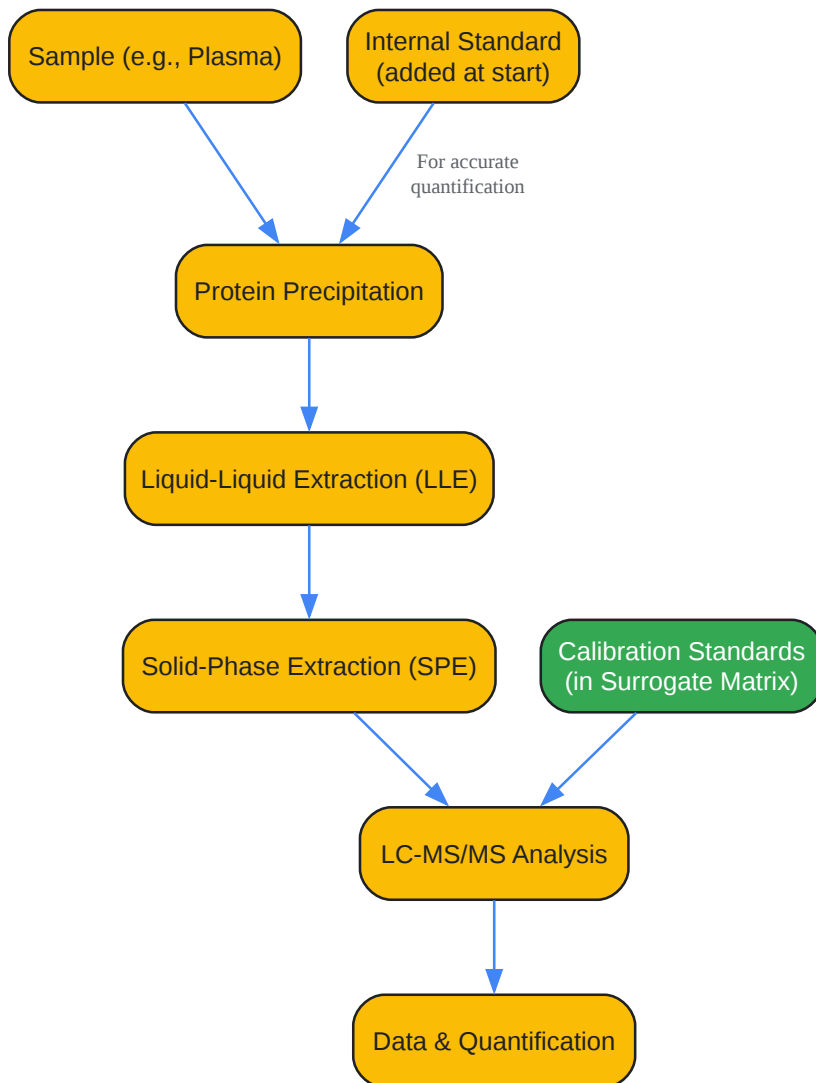 Sample (e.g., Plasma)
Internal Standard
(added at start)
For accurate
quantification
Protein Precipitation
Liquid-Liquid Extraction (LLE)
Solid-Phase Extraction (SPE)
Calibration Standards
(in Surrogate Matrix)
LC-MS/MS Analysis
Data & Quantification